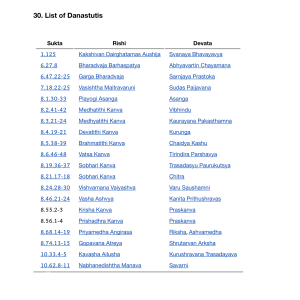 30. List of Danastutis
Sukta Rishi Devata
1.125 Kakshivan Dairghatamas Aushija Svanaya Bhavayavya
6.27.8 Bharadvaja Barhaspatya Abhyavartin Chayamana
6.47.22-25 Garga Bharadvaja Sarnjaya Prastoka
7.18.22-25 Vasishtha Maitravaruni Sudas Paijavana
8.1.30-33 Playogi Asanga Asanga
8.2.41-42 Medhatithi Kanva Vibhindu
8.3.21-24 Medhyatithi Kanva Kaurayana Pakasthamna
8.4.19-21 Devatithi Kanva Kurunga
8.5.38-39 Brahmatithi Kanva Chaidya Kashu
8.6.46-48 Vatsa Kanva Tirindira Parshavya
8.19.36-37 Sobhari Kanva Trasadasyu Paurukutsya
8.21.17-18 Sobhari Kanva Chitra
8.24.28-30 Vishvamana Vaiyashva Varu Saushamni
8.46.21-24 Vasha Ashvya Kanita Prithushravas
8.55.2-3 Krisha Kanva Praskanva
8.56.1-4 Prishadhra Kanva Praskanva
8.68.14-19 Priyamedha Angirasa Riksha, Ashvamedha
8.74.13-15 Gopavana Atreya Shrutarvan Arksha
10.33.4-5 Kavasha Ailusha Kurushravana Trasadayava
10.62.8-11 Nabhanedishtha Manava Savarni